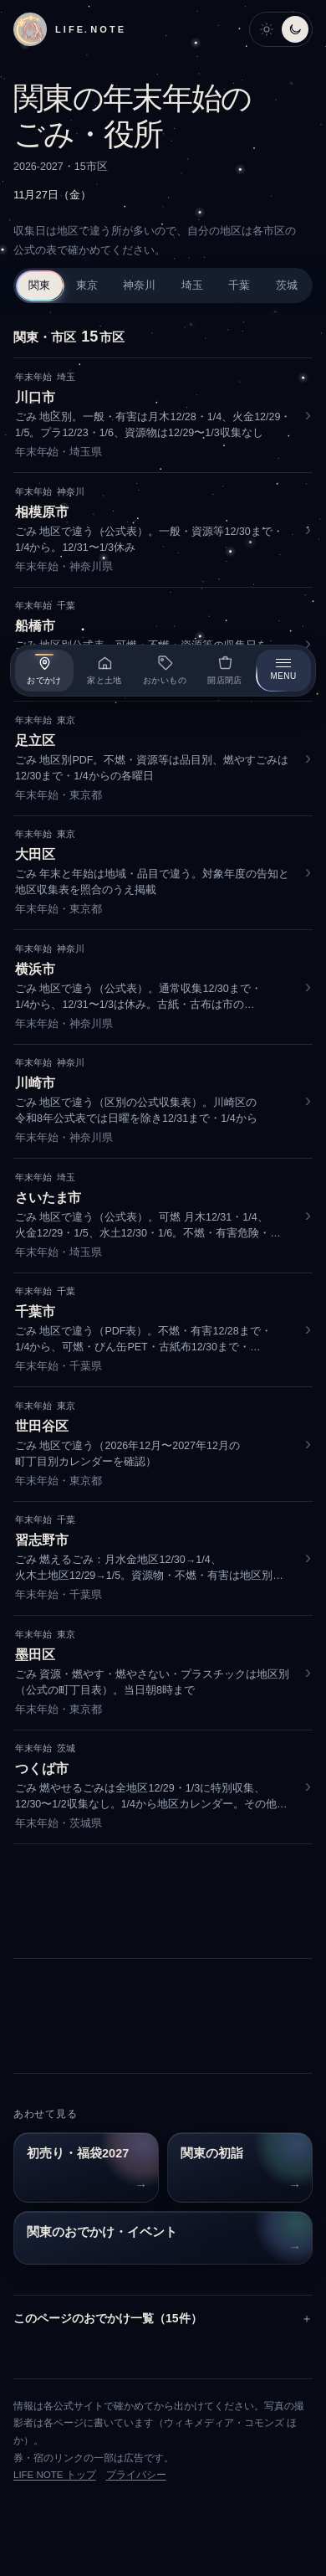 LIFE.NOTE
関東の年末年始の
ごみ・役所
2026-2027・15市区
11月27日（金）
収集日は地区で違う所が多いので、自分の地区は各市区の
公式の表で確かめてください。
関東 東京 神奈川 埼玉 千葉 茨城
関東・市区 15市区
年末年始 埼玉
川口市
ごみ 地区別。一般・有害は月木12/28・1/4、火金12/29・
1/5。プラ12/23・1/6、資源物は12/29〜1/3収集なし
年末年始・埼玉県
年末年始 神奈川
相模原市
ごみ 地区で違う（公式表）。一般・資源等12/30まで・
1/4から。12/31〜1/3休み
年末年始・神奈川県
年末年始 千葉
船橋市
おでかけ 家と土地 おかいもの 開店閉店 MENU
年末年始 東京
足立区
ごみ 地区別PDF。不燃・資源等は品目別、燃やすごみは
12/30まで・1/4からの各曜日
年末年始・東京都
年末年始 東京
大田区
ごみ 年末と年始は地域・品目で違う。対象年度の告知と
地区収集表を照合のうえ掲載
年末年始・東京都
年末年始 神奈川
横浜市
ごみ 地区で違う（公式表）。通常収集12/30まで・
1/4から、12/31〜1/3は休み。古紙・古布は市の…
年末年始・神奈川県
年末年始 神奈川
川崎市
ごみ 地区で違う（区別の公式収集表）。川崎区の
令和8年公式表では日曜を除き12/31まで・1/4から
年末年始・神奈川県
年末年始 埼玉
さいたま市
ごみ 地区で違う（公式表）。可燃 月木12/31・1/4、
火金12/29・1/5、水土12/30・1/6。不燃・有害危険・…
年末年始・埼玉県
年末年始 千葉
千葉市
ごみ 地区で違う（PDF表）。不燃・有害12/28まで・
1/4から、可燃・びん缶PET・古紙布12/30まで・…
年末年始・千葉県
年末年始 東京
世田谷区
ごみ 地区で違う（2026年12月〜2027年12月の
町丁目別カレンダーを確認）
年末年始・東京都
年末年始 千葉
習志野市
ごみ 燃えるごみ：月水金地区12/30→1/4、
火木土地区12/29→1/5。資源物・不燃・有害は地区別…
年末年始・千葉県
年末年始 東京
墨田区
ごみ 資源・燃やす・燃やさない・プラスチックは地区別
（公式の町丁目表）。当日朝8時まで
年末年始・東京都
年末年始 茨城
つくば市
ごみ 燃やせるごみは全地区12/29・1/3に特別収集、
12/30〜1/2収集なし。1/4から地区カレンダー。その他…
年末年始・茨城県
あわせて見る
初売り・福袋2027 →
関東の初詣 →
関東のおでかけ・イベント →
このページのおでかけ一覧（15件） +
情報は各公式サイトで確かめてから出かけてください。写真の撮
影者は各ページに書いています（ウィキメディア・コモンズ ほ
か）。
券・宿のリンクの一部は広告です。
LIFE NOTE トップ プライバシー